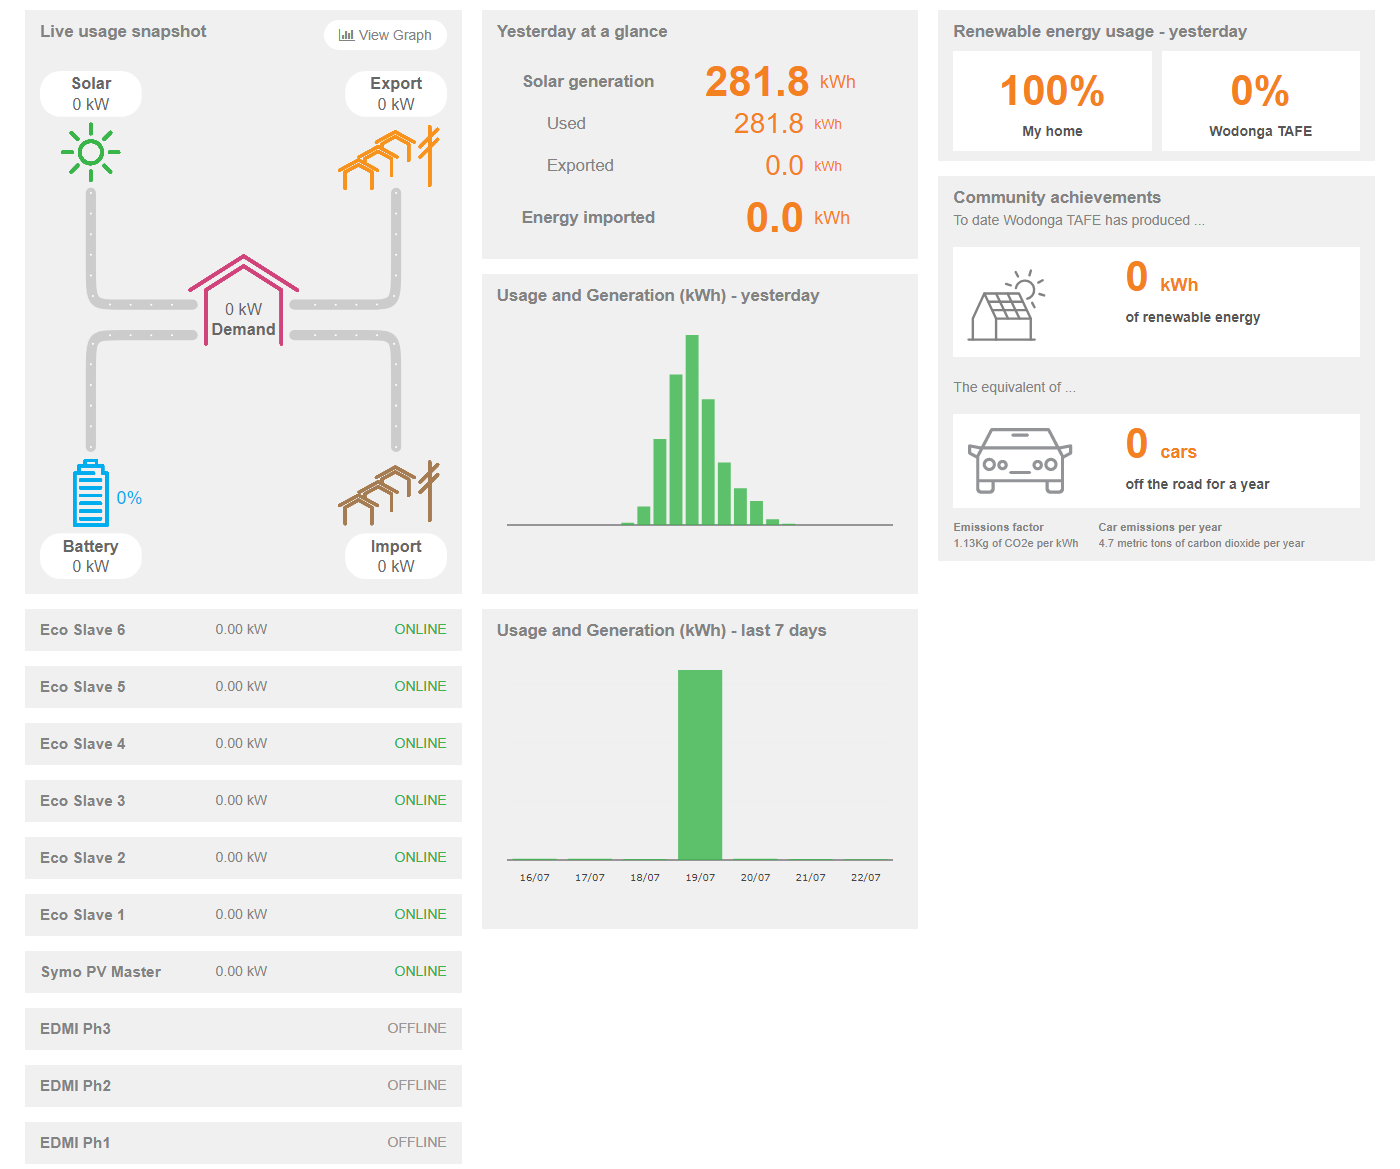 Live usage snapshot
View Graph
Solar
0 kW
Export
0 kW
0 kW
Demand
0%
Battery
0 kW
Import
0 kW
Eco Slave 6 0.00 kW ONLINE
Eco Slave 5 0.00 kW ONLINE
Eco Slave 4 0.00 kW ONLINE
Eco Slave 3 0.00 kW ONLINE
Eco Slave 2 0.00 kW ONLINE
Eco Slave 1 0.00 kW ONLINE
Symo PV Master 0.00 kW ONLINE
EDMI Ph3 OFFLINE
EDMI Ph2 OFFLINE
EDMI Ph1 OFFLINE
Yesterday at a glance
Solar generation 281.8 kWh
Used 281.8 kWh
Exported 0.0 kWh
Energy imported 0.0 kWh
Usage and Generation (kWh) - yesterday
Usage and Generation (kWh) - last 7 days
16/07 17/07 18/07 19/07 20/07 21/07 22/07
Renewable energy usage - yesterday
100%
My home
0%
Wodonga TAFE
Community achievements
To date Wodonga TAFE has produced ...
0 kWh
of renewable energy
The equivalent of ...
0 cars
off the road for a year
Emissions factor
1.13Kg of CO2e per kWh
Car emissions per year
4.7 metric tons of carbon dioxide per year